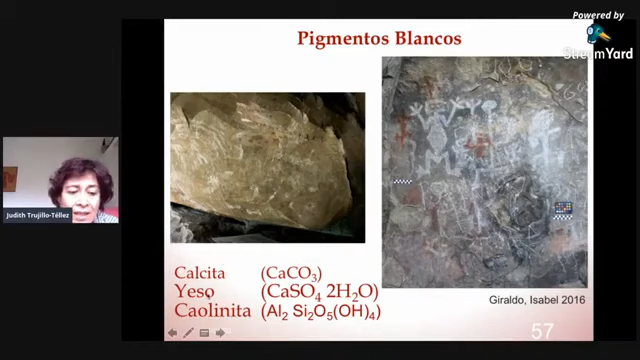 Pigmentos Blancos
Powered by
StreamYard
Judith Trujillo-Téllez
Calcita (CaCO3)
Yeso (CaSO4 2H2O)
Caolinita (Al2 Si2O5(OH)4)
Giraldo, Isabel 2016
57